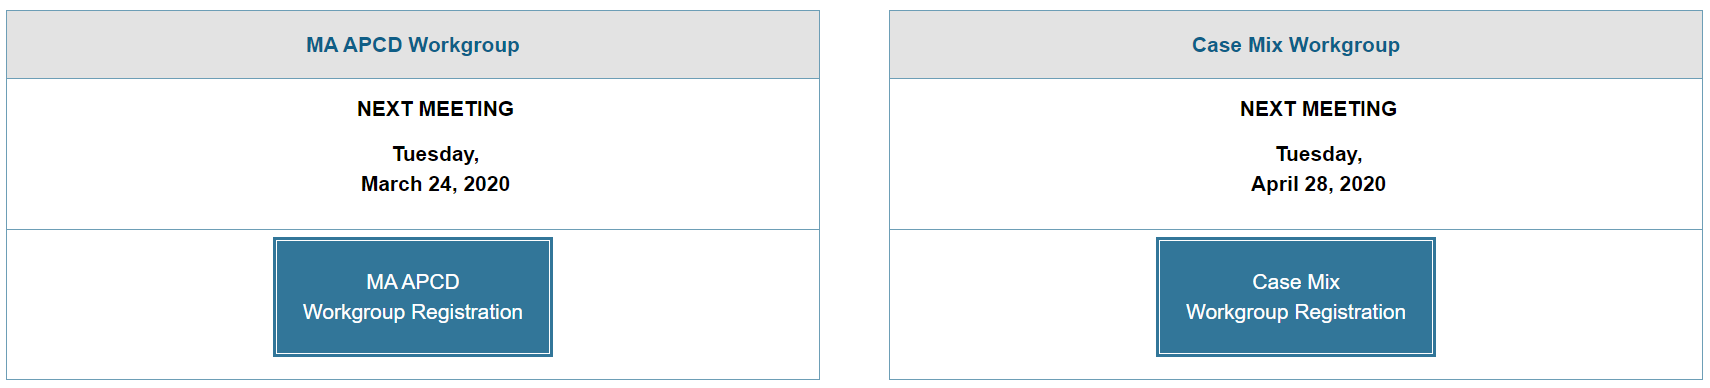 MA APCD Workgroup
NEXT MEETING
Tuesday,
March 24, 2020
MA APCD
Workgroup Registration
Case Mix Workgroup
NEXT MEETING
Tuesday,
April 28, 2020
Case Mix
Workgroup Registration